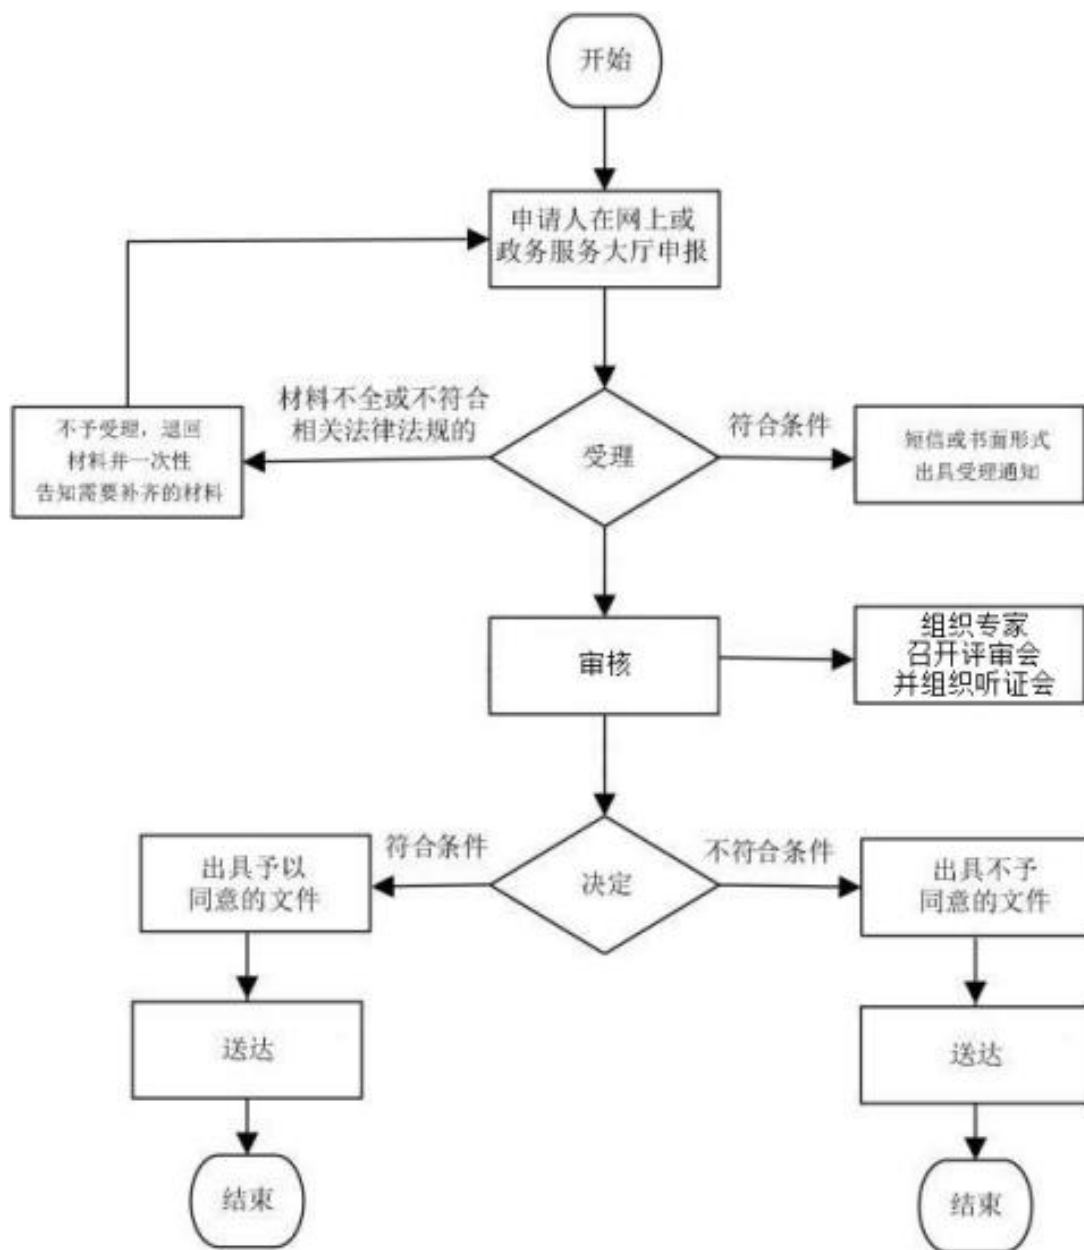 开始
申请人在网上或
政务服务大厅申报
材料不全或不符合
相关法律法规的
符合条件
不予受理，退回
材料并一次性
告知需要补齐的材料
受理
短信或书面形式
出具受理通知
审核
组织专家
召开评审会
并组织听证会
符合条件
不符合条件
出具予以
同意的文件
决定
出具不予
同意的文件
送达
送达
结束
结束